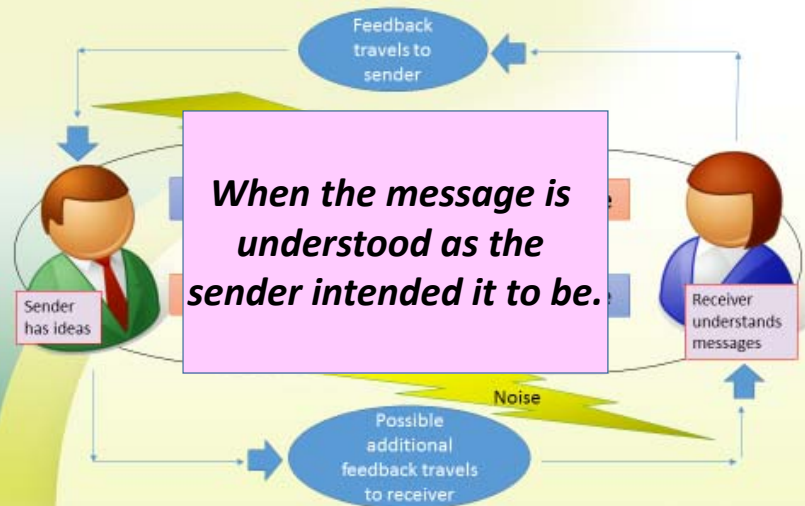 Feedback
travels to
sender
When the message is
understood as the
sender intended it to be.
Sender
has ideas
Receiver
understands
messages
Noise
Possible
additional
feedback travels
to receiver